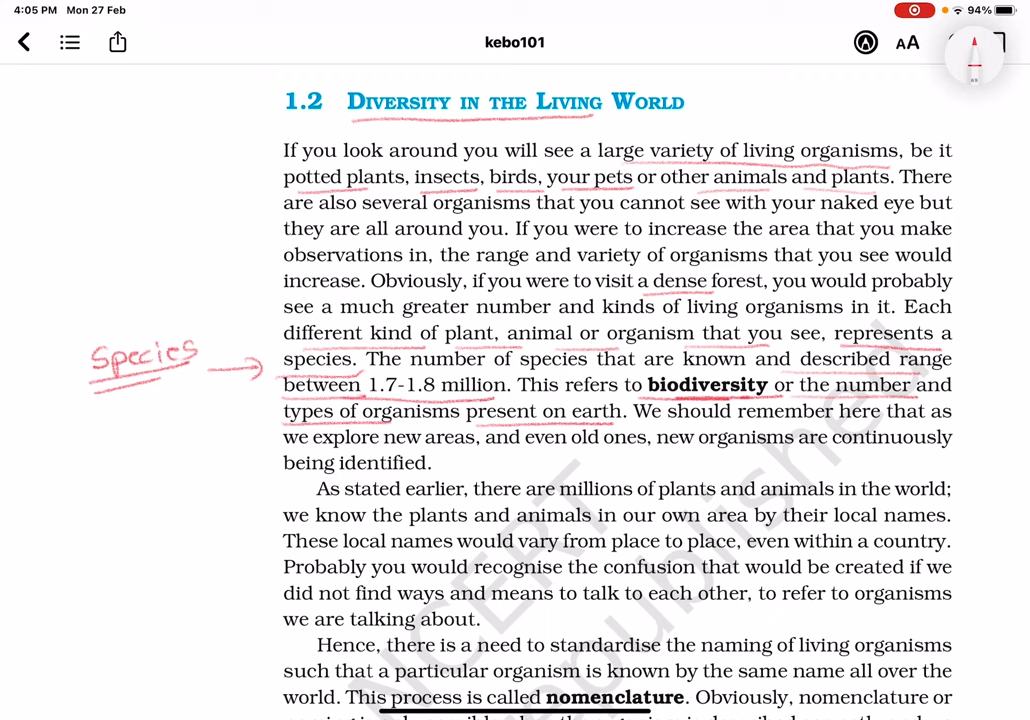 4:05 PM Mon 27 Feb
94%
kebo101
AA
1.2 DIVERSITY IN THE LIVING WORLD
If you look around you will see a large variety of living organisms, be it
potted plants, insects, birds, your pets or other animals and plants. There
are also several organisms that you cannot see with your naked eye but
they are all around you. If you were to increase the area that you make
observations in, the range and variety of organisms that you see would
increase. Obviously, if you were to visit a dense forest, you would probably
see a much greater number and kinds of living organisms in it. Each
different kind of plant, animal or organism that you see, represents a
Species
species. The number of species that are known and described range
between 1.7-1.8 million. This refers to biodiversity or the number and
types of organisms present on earth. We should remember here that as
we explore new areas, and even old ones, new organisms are continuously
being identified.
As stated earlier, there are millions of plants and animals in the world;
we know the plants and animals in our own area by their local names.
These local names would vary from place to place, even within a country.
Probably you would recognise the confusion that would be created if we
did not find ways and means to talk to each other, to refer to organisms
we are talking about.
Hence, there is a need to standardise the naming of living organisms
such that a particular organism is known by the same name all over the
world. This process is called nomenclature. Obviously, nomenclature or
NCERT
republished